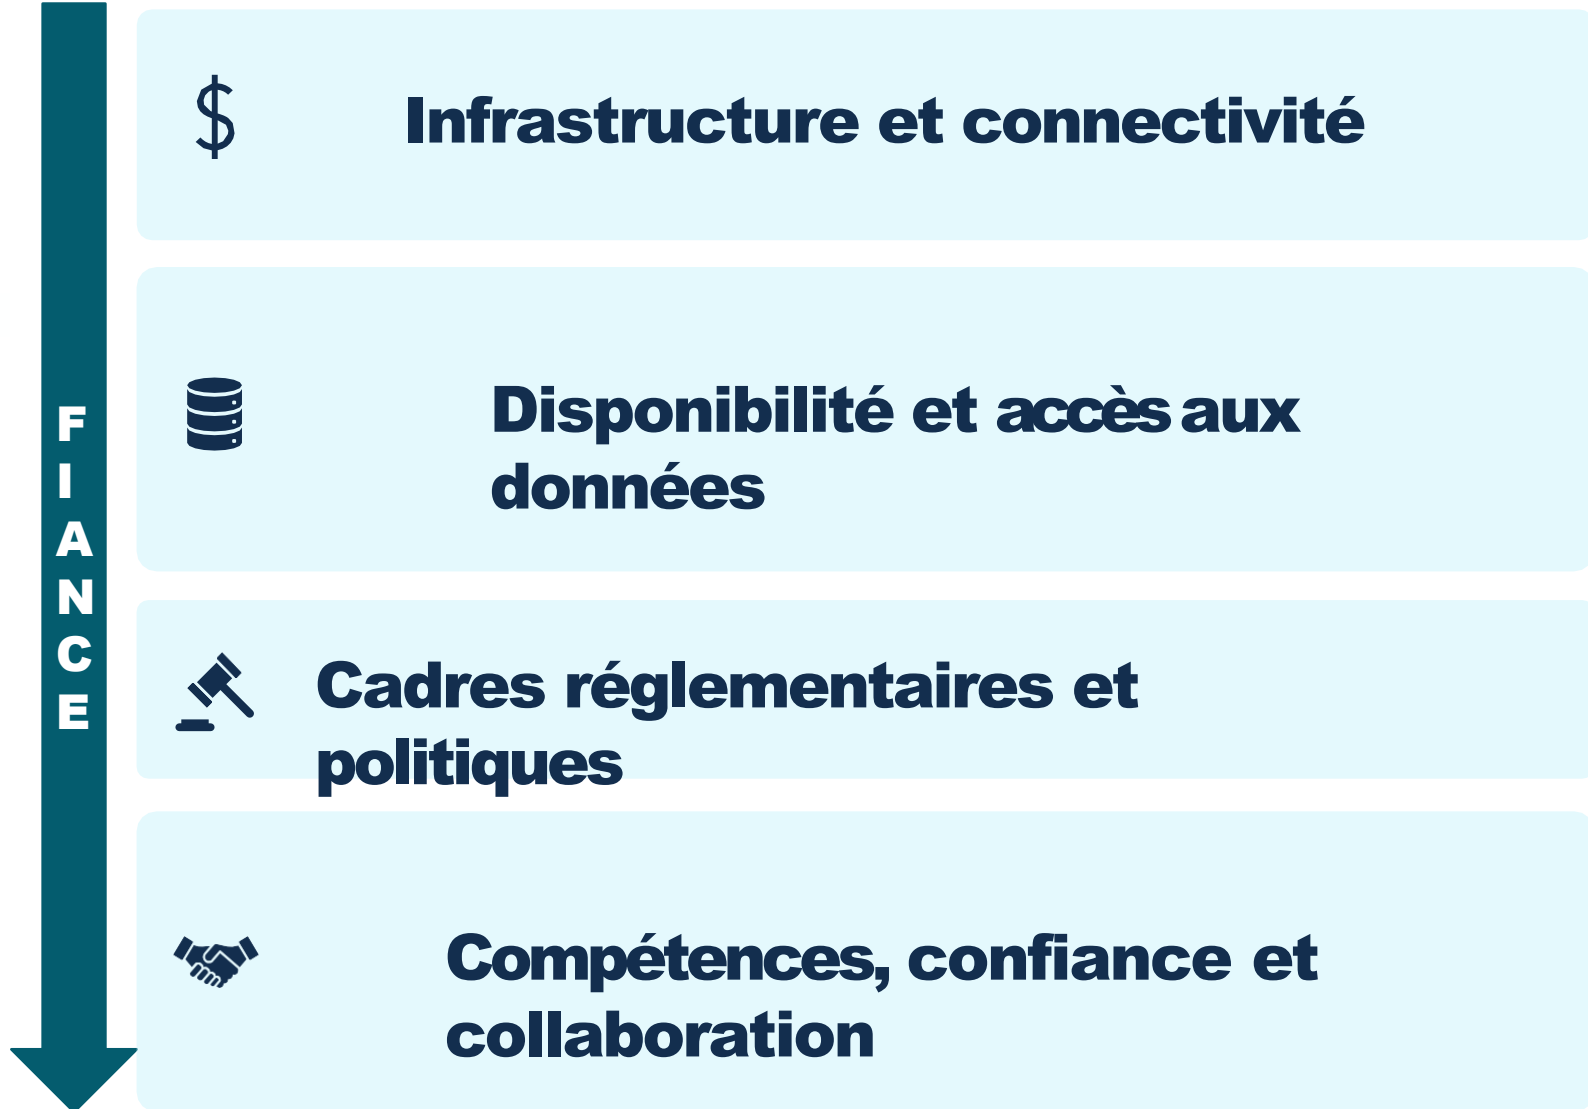 F
I
A
N
C
E
Infrastructure et connectivité
Disponibilité et accès aux
données
Cadres réglementaires et
politiques
Compétences, confiance et
collaboration